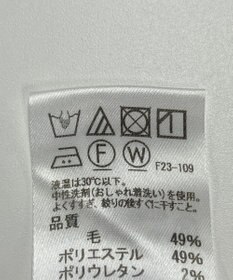 F W F23-109
液温は30℃以下。
中性洗剤(おしゃれ着洗い)を使用。
よくすすぎ、絞りの後すぐに干すこと。
品質
毛 49%
ポリエステル 49%
ポリウレタン 2%